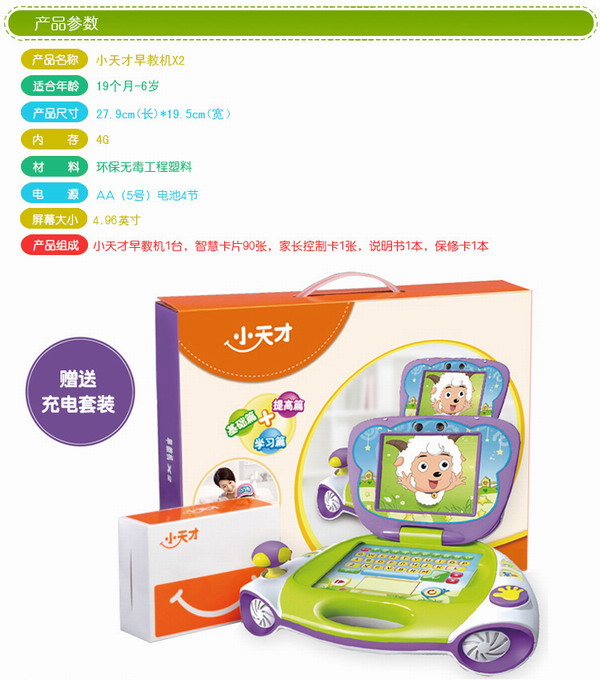 产品参数
产品名称 小天才早教机X2
适合年龄 19个月-6岁
产品尺寸 27.9cm(长)*19.5cm(宽)
内 存 4G
材 料 环保无毒工程塑料
电 源 AA（5号）电池4节
屏幕大小 4.96英寸
产品组成 小天才早教机1台，智慧卡片90张，家长控制卡1张，说明书1本，保修卡1本
小天才
赠送
充电套装
基础篇
+
提高篇
学习篇
早教机 X2
小天才